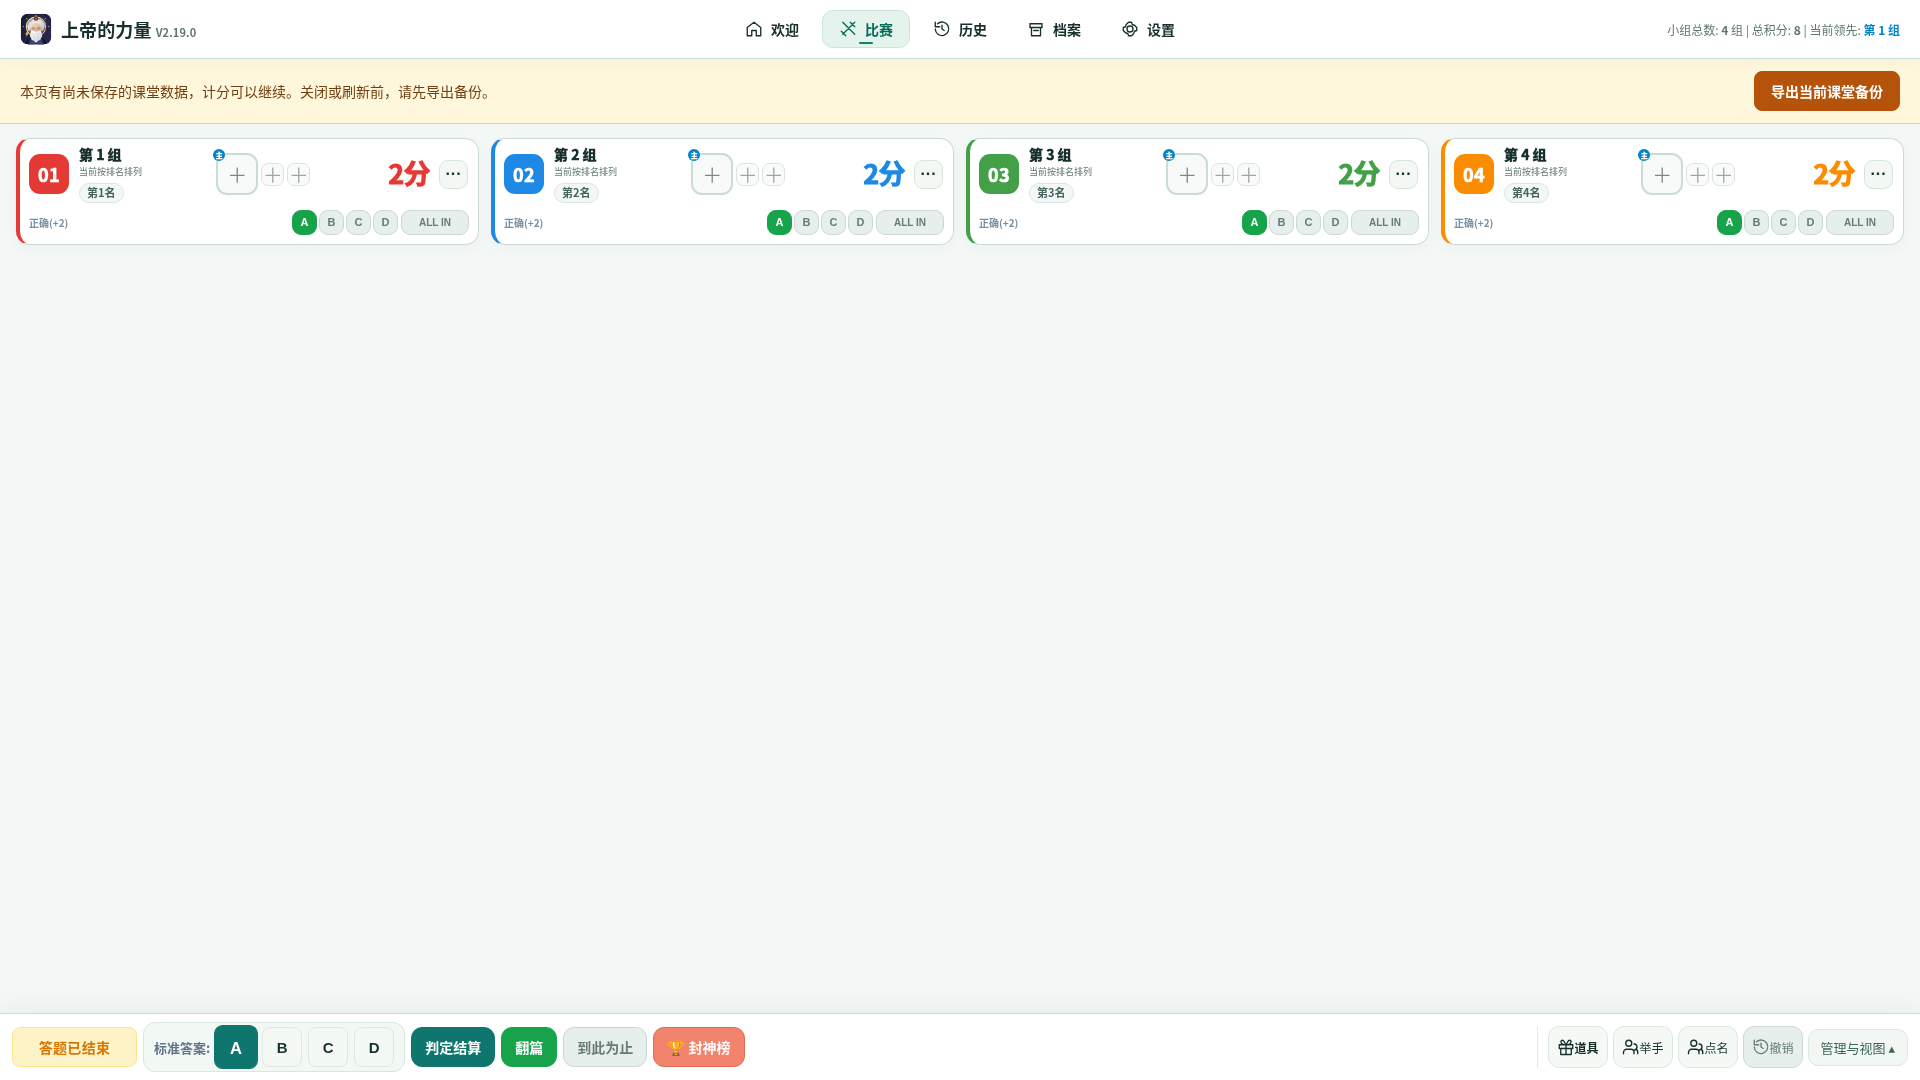 上帝的力量 V2.19.0
欢迎
比赛
历史
档案
设置
小组总数: 4 组 | 总积分: 8 | 当前领先: 第 1 组
本页有尚未保存的课堂数据，计分可以继续。关闭或刷新前，请先导出备份。
导出当前课堂备份
01
第 1 组
当前按排名排列
第1名
主
2分
正确(+2)
A B C D ALL IN
02
第 2 组
当前按排名排列
第2名
主
2分
正确(+2)
A B C D ALL IN
03
第 3 组
当前按排名排列
第3名
主
2分
正确(+2)
A B C D ALL IN
04
第 4 组
当前按排名排列
第4名
主
2分
正确(+2)
A B C D ALL IN
答题已结束
标准答案: A B C D
判定结算
翻篇
到此为止
🏆 封神榜
道具
举手
点名
撤销
管理与视图 ▴